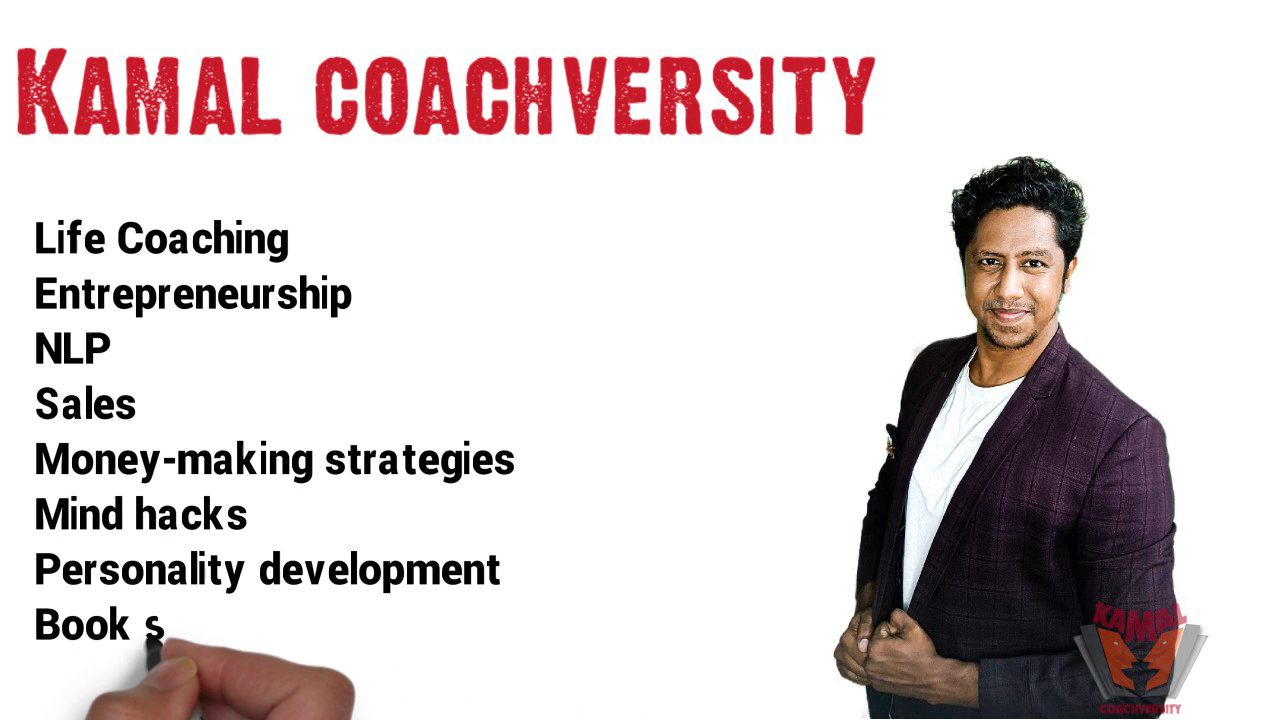 KAMAL COACHVERSITY
Life Coaching
Entrepreneurship
NLP
Sales
Money-making strategies
Mind hacks
Personality development
Book s
KAMAL
COACHVERSITY